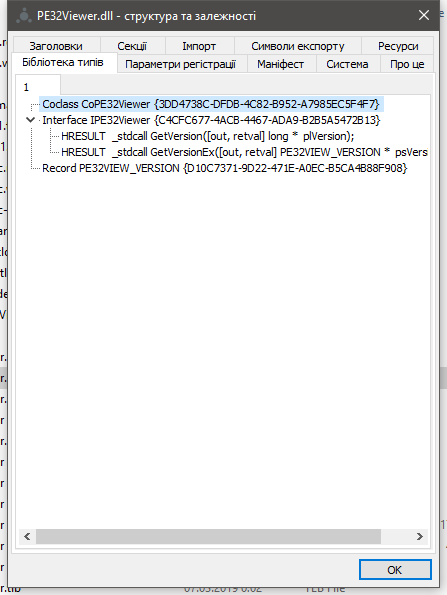 PE32Viewer.dll - структура та залежності
Заголовки Секції Імпорт Символи експорту Ресурси
Бібліотека типів Параметри регістрації Маніфест Система Про це
1
Coclass CoPE32Viewer {3DD4738C-DFDB-4C82-B952-A7985EC5F4F7}
Interface IPE32Viewer {C4CFC677-4ACB-4467-ADA9-B2B5A5472B13}
HRESULT _stdcall GetVersion([out, retval] long * plVersion);
HRESULT _stdcall GetVersionEx([out, retval] PE32VIEW_VERSION * psVers
Record PE32VIEW_VERSION {D10C7371-9D22-471E-A0EC-B5CA4B88F908}
OK